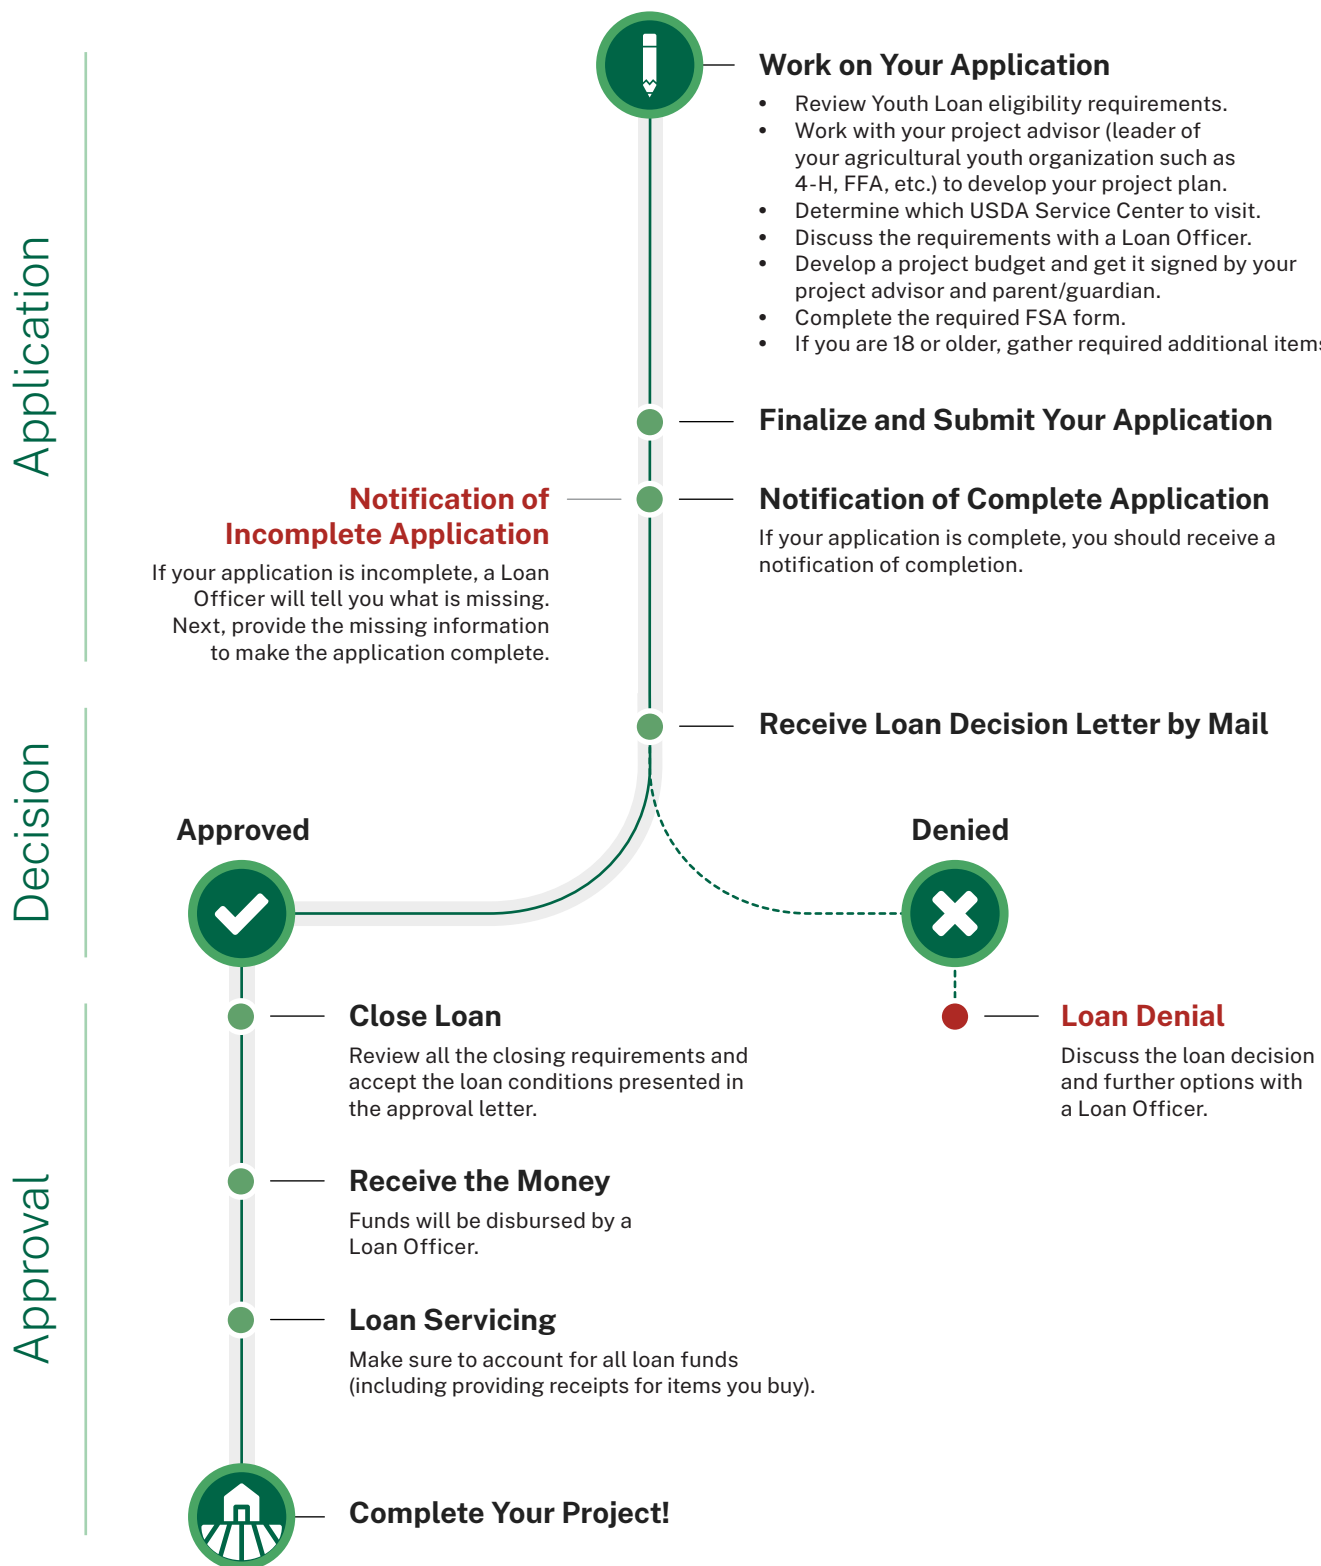 Application
Work on Your Application
• Review Youth Loan eligibility requirements.
• Work with your project advisor (leader of
your agricultural youth organization such as
4-H, FFA, etc.) to develop your project plan.
• Determine which USDA Service Center to visit.
• Discuss the requirements with a Loan Officer.
• Develop a project budget and get it signed by your
project advisor and parent/guardian.
• Complete the required FSA form.
• If you are 18 or older, gather required additional items
Finalize and Submit Your Application
Notification of
Incomplete Application
If your application is incomplete, a Loan
Officer will tell you what is missing.
Next, provide the missing information
to make the application complete.
Notification of Complete Application
If your application is complete, you should receive a
notification of completion.
Decision
Receive Loan Decision Letter by Mail
Approved
Denied
Approval
Close Loan
Review all the closing requirements and
accept the loan conditions presented in
the approval letter.
Loan Denial
Discuss the loan decision
and further options with
a Loan Officer.
Receive the Money
Funds will be disbursed by a
Loan Officer.
Loan Servicing
Make sure to account for all loan funds
(including providing receipts for items you buy).
Complete Your Project!